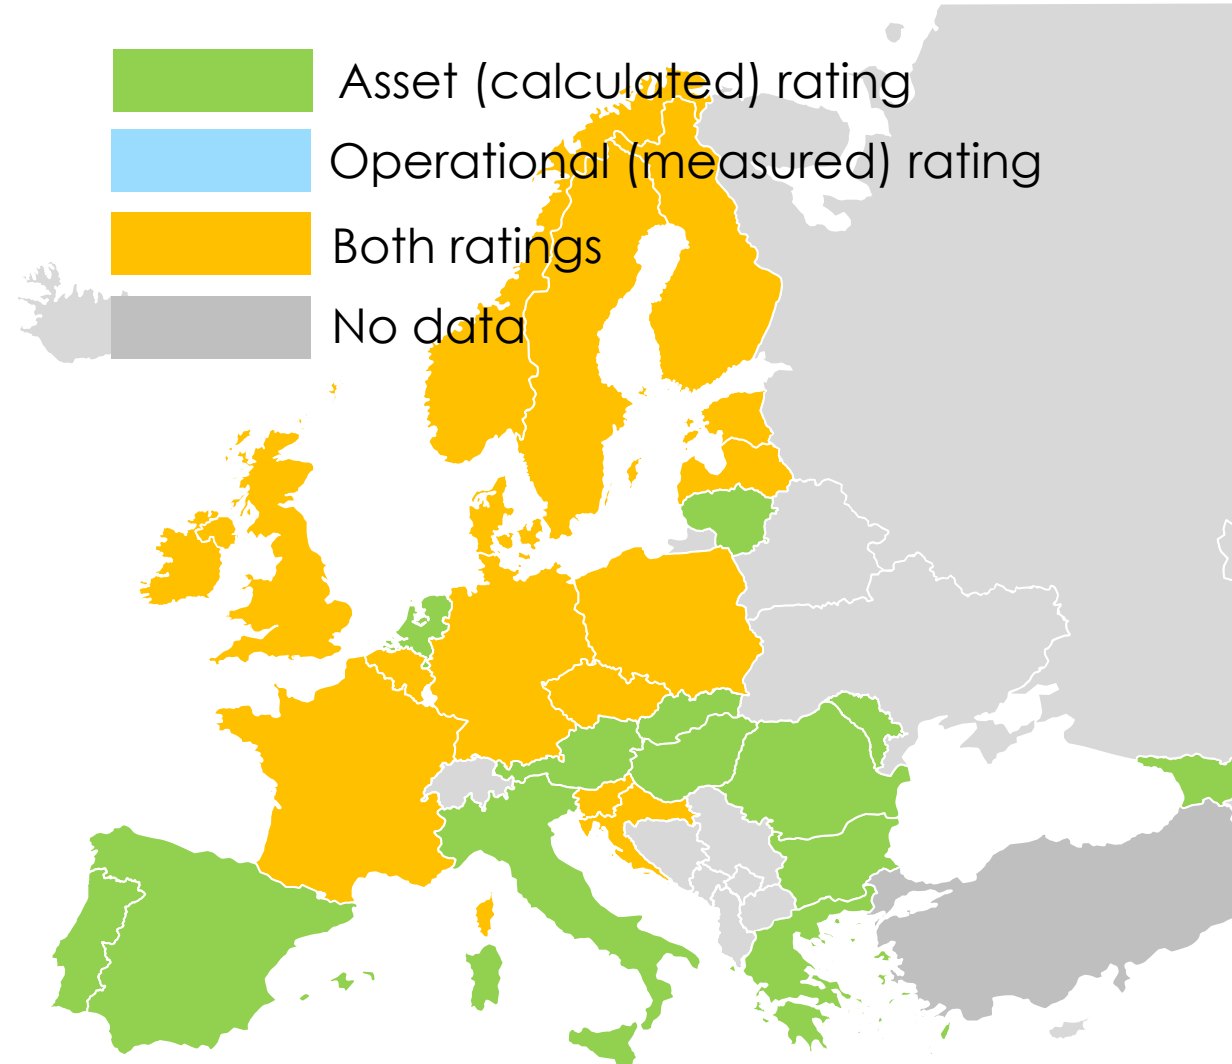 Asset (calculated) rating
Operational (measured) rating
Both ratings
No data